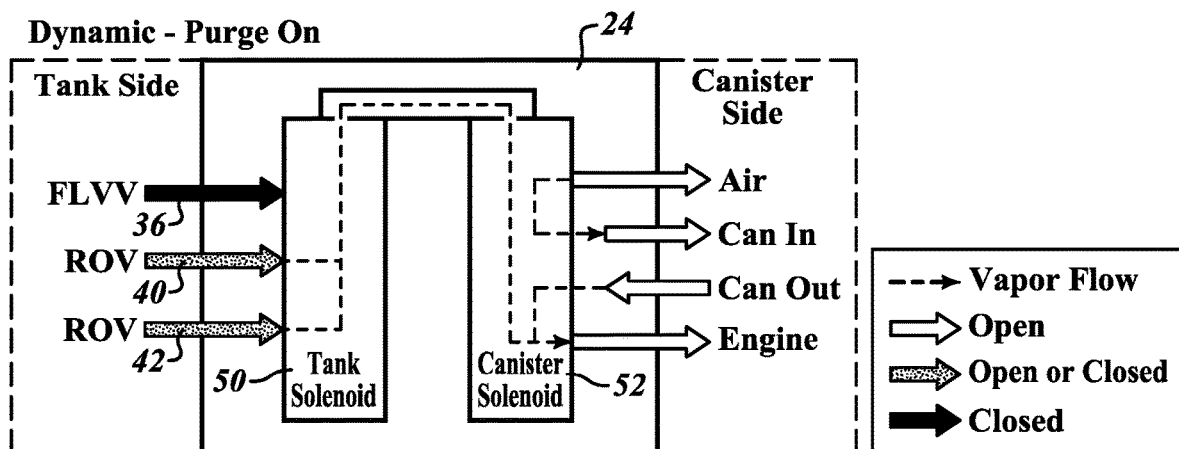 Dynamic - Purge On
24
Tank Side
Canister
Side
FLVV
36
ROV
40
ROV
42
50
Tank
Solenoid
Canister
Solenoid
52
Air
Can In
Can Out
Engine
Vapor Flow
Open
Open or Closed
Closed